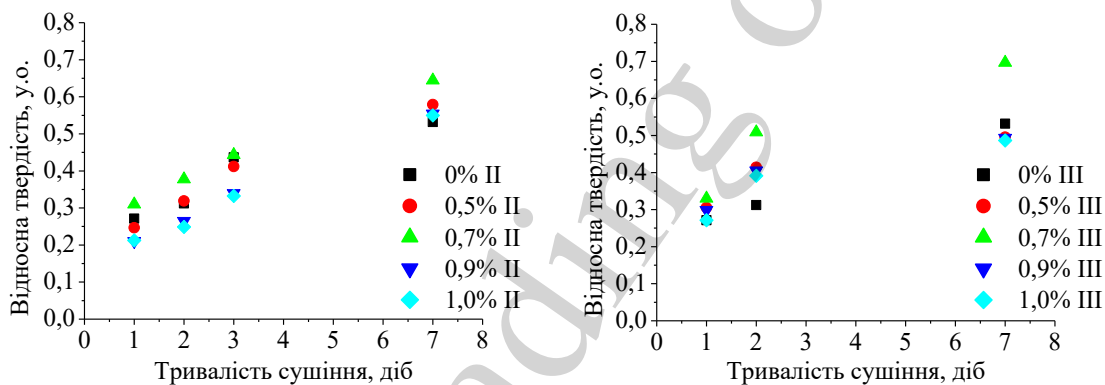 0,8
0,7
0,6
0,5
0,4
0,3
0,2
0,1
0,0
Відносна твердість, у.о.
0 1 2 3 4 5 6 7 8
Тривалість сушіння, діб
0% II
0,5% II
0,7% II
0,9% II
1,0% II
0,8
0,7
0,6
0,5
0,4
0,3
0,2
0,1
0,0
Відносна твердість, у.о.
0 1 2 3 4 5 6 7 8
Тривалість сушіння, діб
0% III
0,5% III
0,7% III
0,9% III
1,0% III